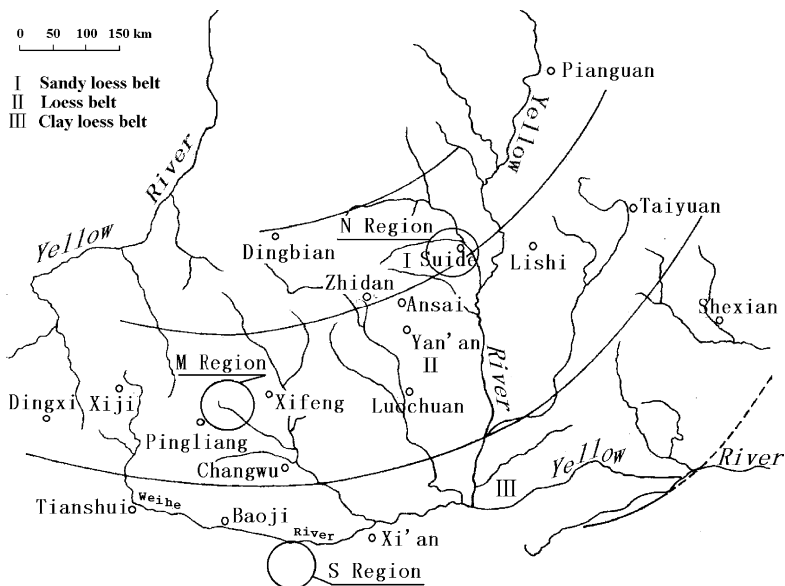 0 50 100 150 km
I Sandy loess belt
II Loess belt
III Clay loess belt
Pianguan
Yellow
River
Taiyuan
N Region
Yellow
Dingbian
I Suide
Lishi
Zhidan
Ansai
Shexian
Yan'an
M Region
II
River
Dingxi
Xiji
Xifeng
Luochuan
Pingliang
Changwu
Yellow
River
III
Tianshui
Weihe
Baoji
River
Xi'an
S Region